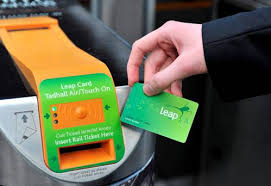 Leap Card
Tadhall Air/Touch On
Insert Rail Ticket Here
Leap